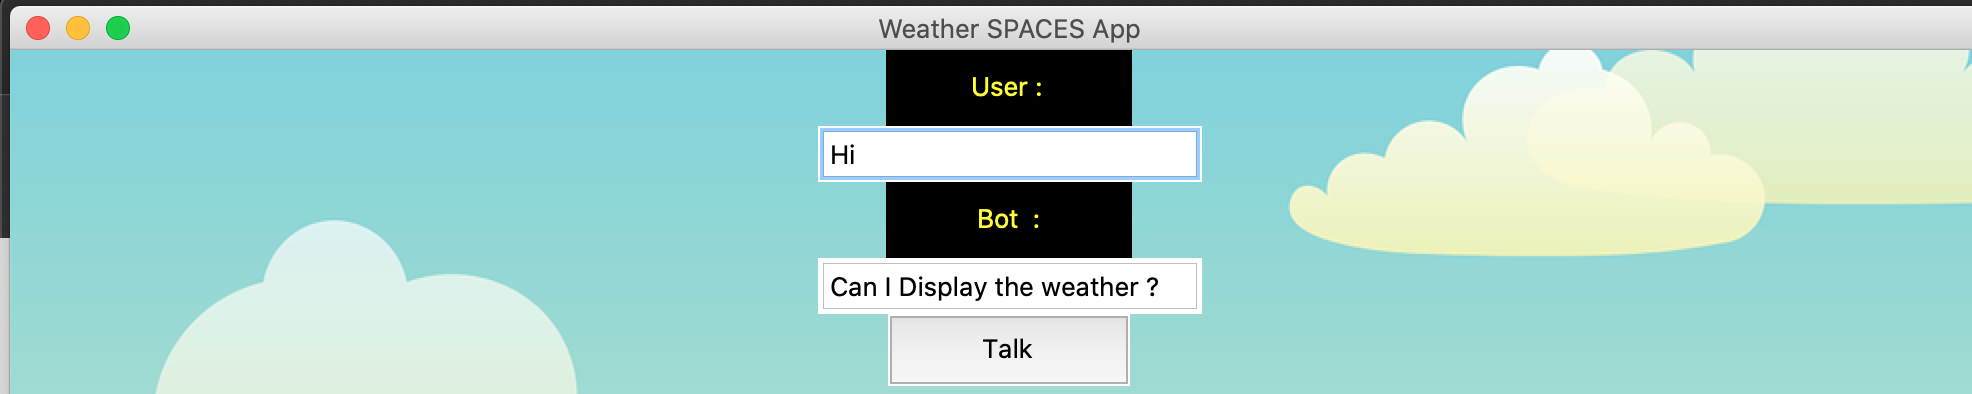 Weather SPACES App
User :
Hi
Bot  :
Can I Display the weather ?
Talk